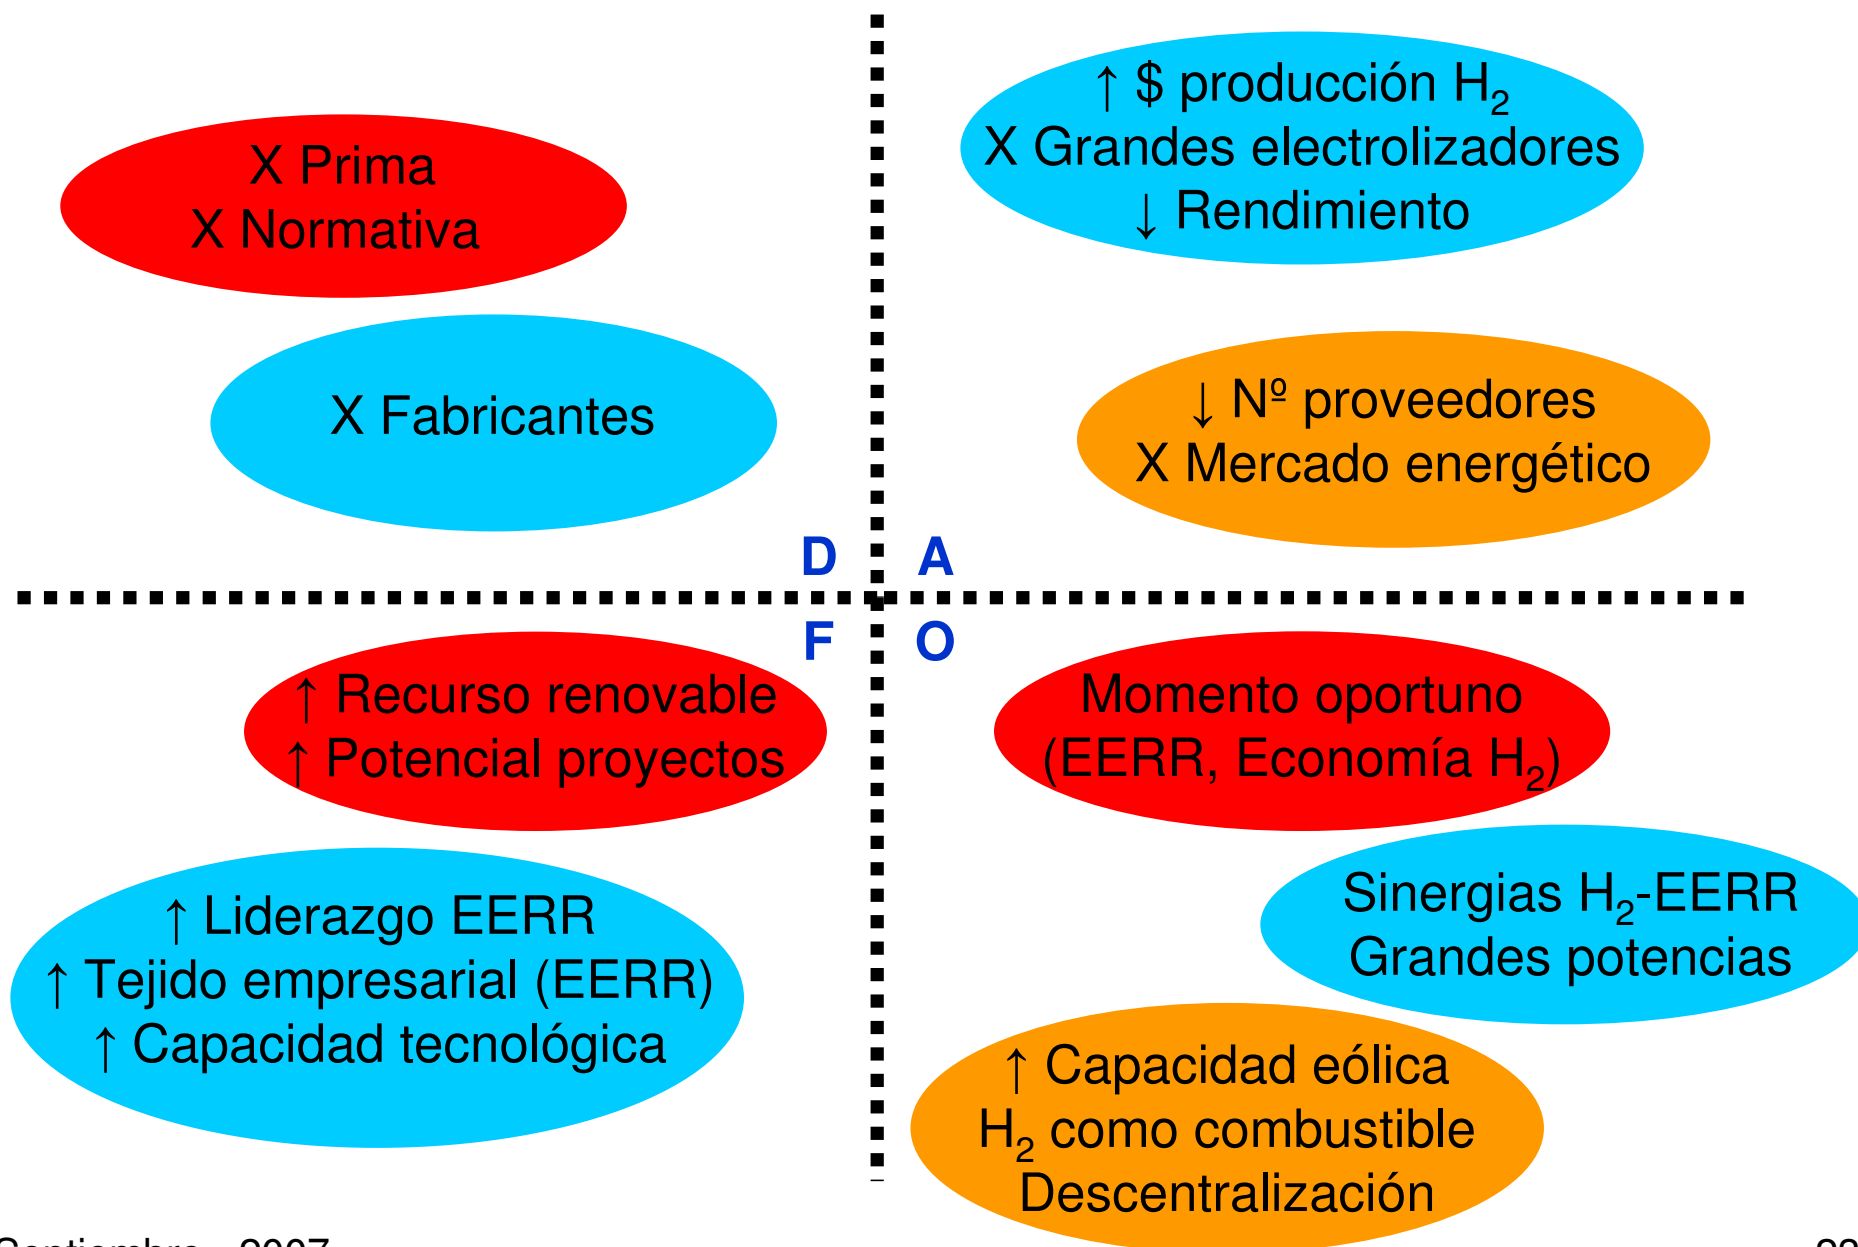 X Prima
X Normativa
X Fabricantes
↑ $ producción H₂
X Grandes electrolizadores
↓ Rendimiento
↓ Nº proveedores
X Mercado energético
D A
F O
↑ Recurso renovable
↑ Potencial proyectos
↑ Liderazgo EERR
↑ Tejido empresarial (EERR)
↑ Capacidad tecnológica
Momento oportuno
(EERR, Economía H₂)
Sinergias H₂-EERR
Grandes potencias
↑ Capacidad eólica
H₂ como combustible
Descentralización
Septiembre 2007